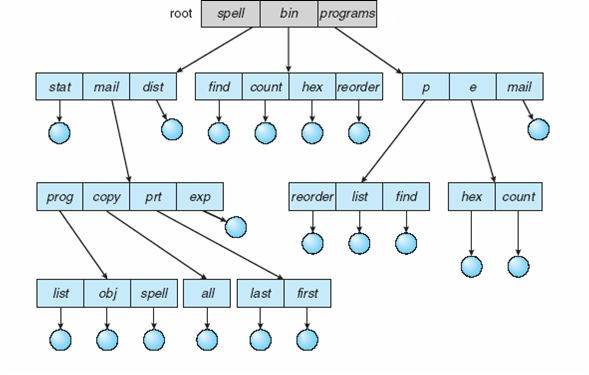 root spell bin programs
stat mail dist find count hex reorder p e mail
prog copy prt exp reorder list find hex count
list obj spell all last first